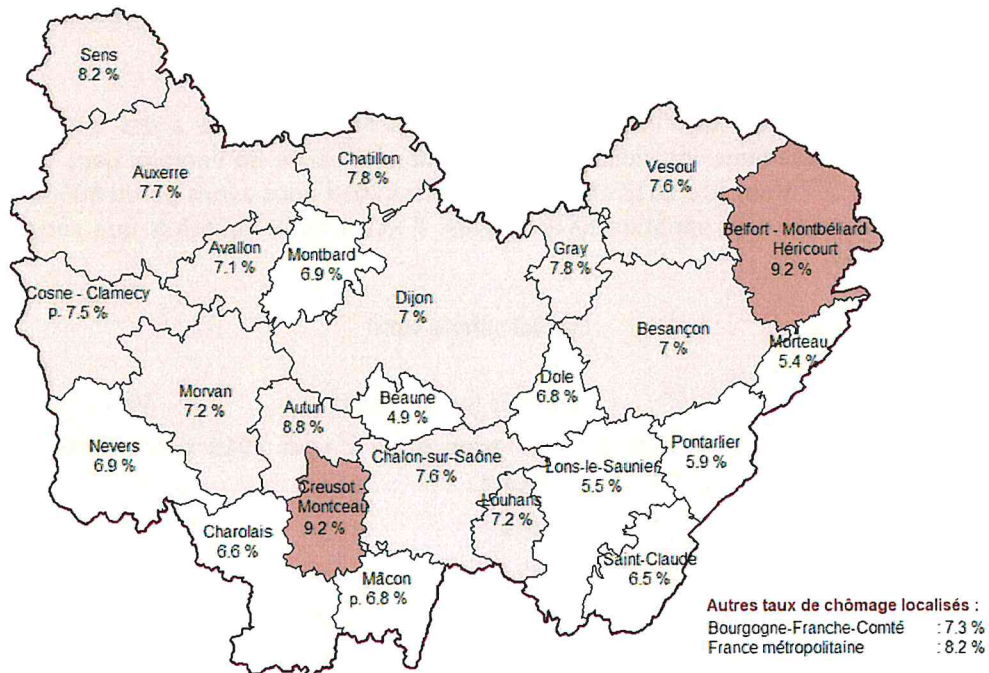 Sens
8.2 %
Auxerre
7.7 %
Chatillon
7.8 %
Vesoul
7.6 %
Belfort - Montbéliard -
Héricourt
9.2 %
Avallon
7.1 %
Montbard
6.9 %
Gray
7.8 %
Cosne - Clamecy
p. 7.5 %
Dijon
7 %
Besançon
7 %
Morteau
5.4 %
Morvan
7.2 %
Autun
8.8 %
Beaune
4.9 %
Dole
6.8 %
Nevers
6.9 %
Chalon-sur-Saône
7.6 %
Lons-le-Saunier
5.5 %
Pontarlier
5.9 %
Creusot -
Montceau
9.2 %
Louhans
7.2 %
Charolais
6.6 %
Mâcon
p. 6.8 %
Saint-Claude
6.5 %
Autres taux de chômage localisés :
Bourgogne-Franche-Comté : 7.3 %
France métropolitaine : 8.2 %